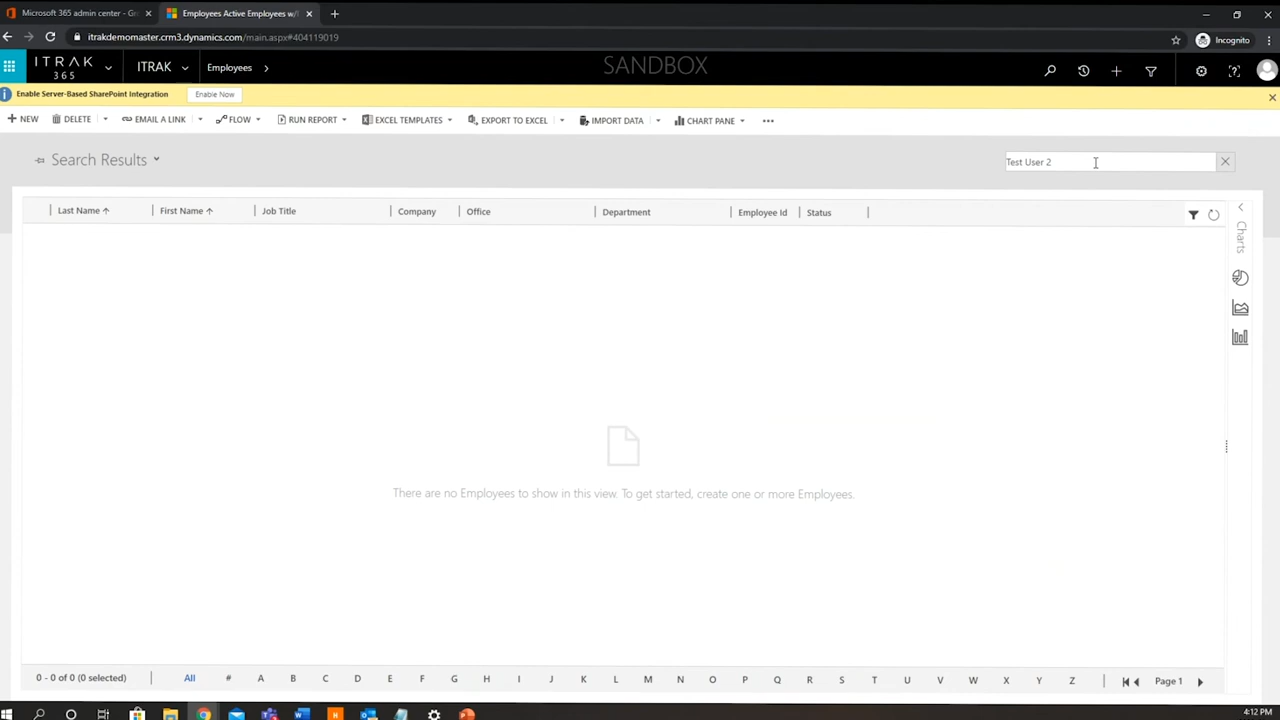 Microsoft 365 admin center - Gr
Employees Active Employees w/I
itrakdemomaster.crm3.dynamics.com/main.aspx#404119019
Incognito
ITRAK
365
ITRAK
Employees
SANDBOX
Enable Server-Based SharePoint Integration
Enable Now
NEW
DELETE
EMAIL A LINK
FLOW
RUN REPORT
EXCEL TEMPLATES
EXPORT TO EXCEL
IMPORT DATA
CHART PANE
Search Results
Test User 2
Last Name
First Name
Job Title
Company
Office
Department
Employee Id
Status
Charts
There are no Employees to show in this view. To get started, create one or more Employees.
0 - 0 of 0 (0 selected)
All # A B C D E F G H I J K L M N O P Q R S T U V W X Y Z
Page 1
4:12 PM